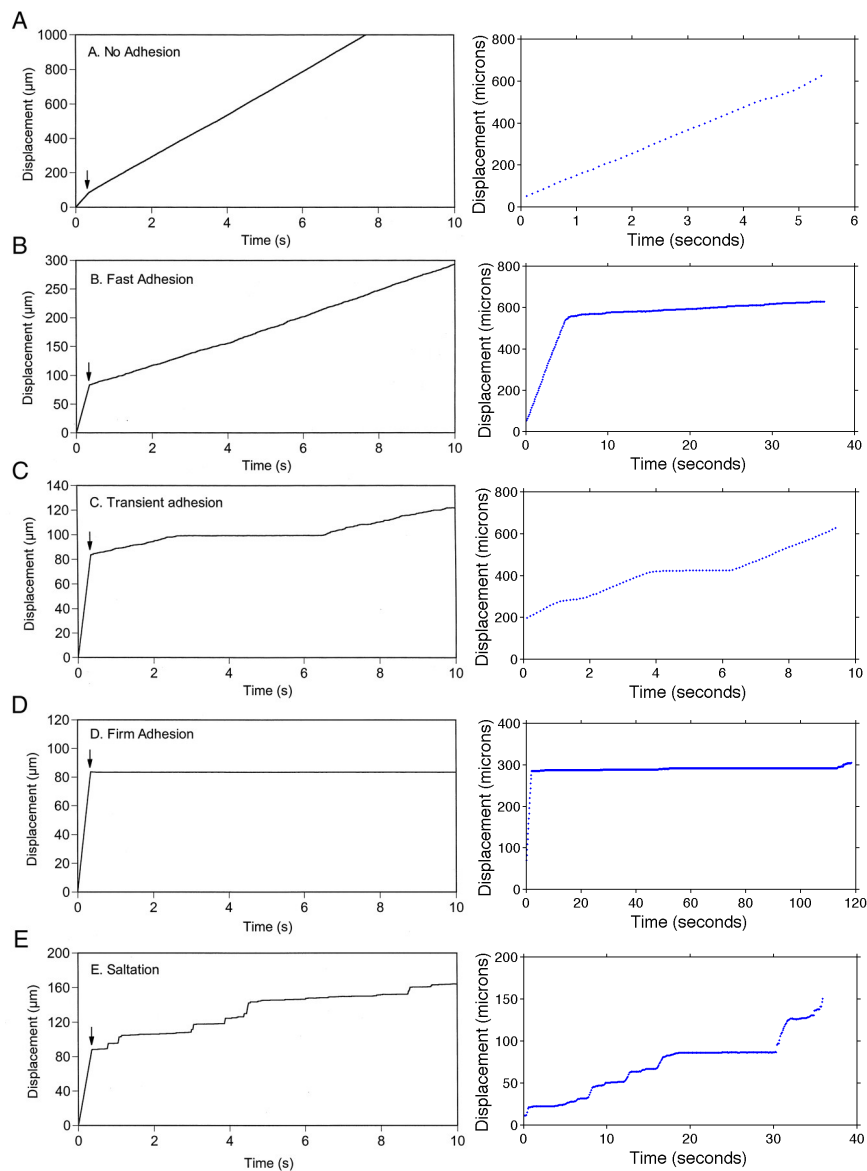 A
A. No Adhesion
Displacement (µm)
1000
800
600
400
200
0
0 2 4 6 8 10
Time (s)
Displacement (microns)
800
600
400
200
0
0 1 2 3 4 5 6
Time (seconds)
B
B. Fast Adhesion
Displacement (µm)
300
250
200
150
100
50
0
0 2 4 6 8 10
Time (s)
Displacement (microns)
800
600
400
200
0
0 10 20 30 40
Time (seconds)
C
C. Transient adhesion
Displacement (µm)
140
120
100
80
60
40
20
0
0 2 4 6 8 10
Time (s)
Displacement (microns)
800
600
400
200
0
0 2 4 6 8 10
Time (seconds)
D
D. Firm Adhesion
Displacement (µm)
120
100
80
60
40
20
0
0 2 4 6 8 10
Time (s)
Displacement (microns)
400
300
200
100
0
0 20 40 60 80 100 120
Time (seconds)
E
E. Saltation
Displacement (µm)
200
160
120
80
40
0
0 2 4 6 8 10
Time (s)
Displacement (microns)
200
150
100
50
0
0 10 20 30 40
Time (seconds)